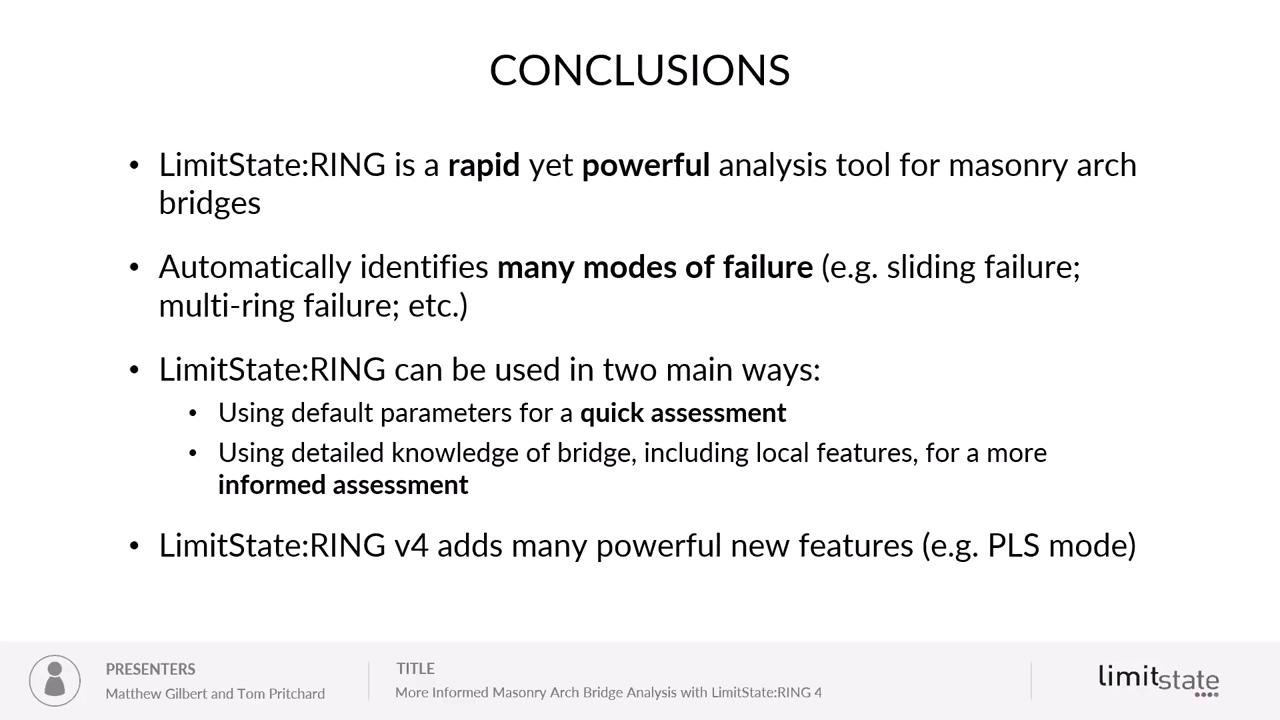 CONCLUSIONS
• LimitState:RING is a rapid yet powerful analysis tool for masonry arch
bridges
• Automatically identifies many modes of failure (e.g. sliding failure;
multi-ring failure; etc.)
• LimitState:RING can be used in two main ways:
• Using default parameters for a quick assessment
• Using detailed knowledge of bridge, including local features, for a more
informed assessment
• LimitState:RING v4 adds many powerful new features (e.g. PLS mode)
PRESENTERS
Matthew Gilbert and Tom Pritchard
TITLE
More Informed Masonry Arch Bridge Analysis with LimitState:RING 4
limitstate